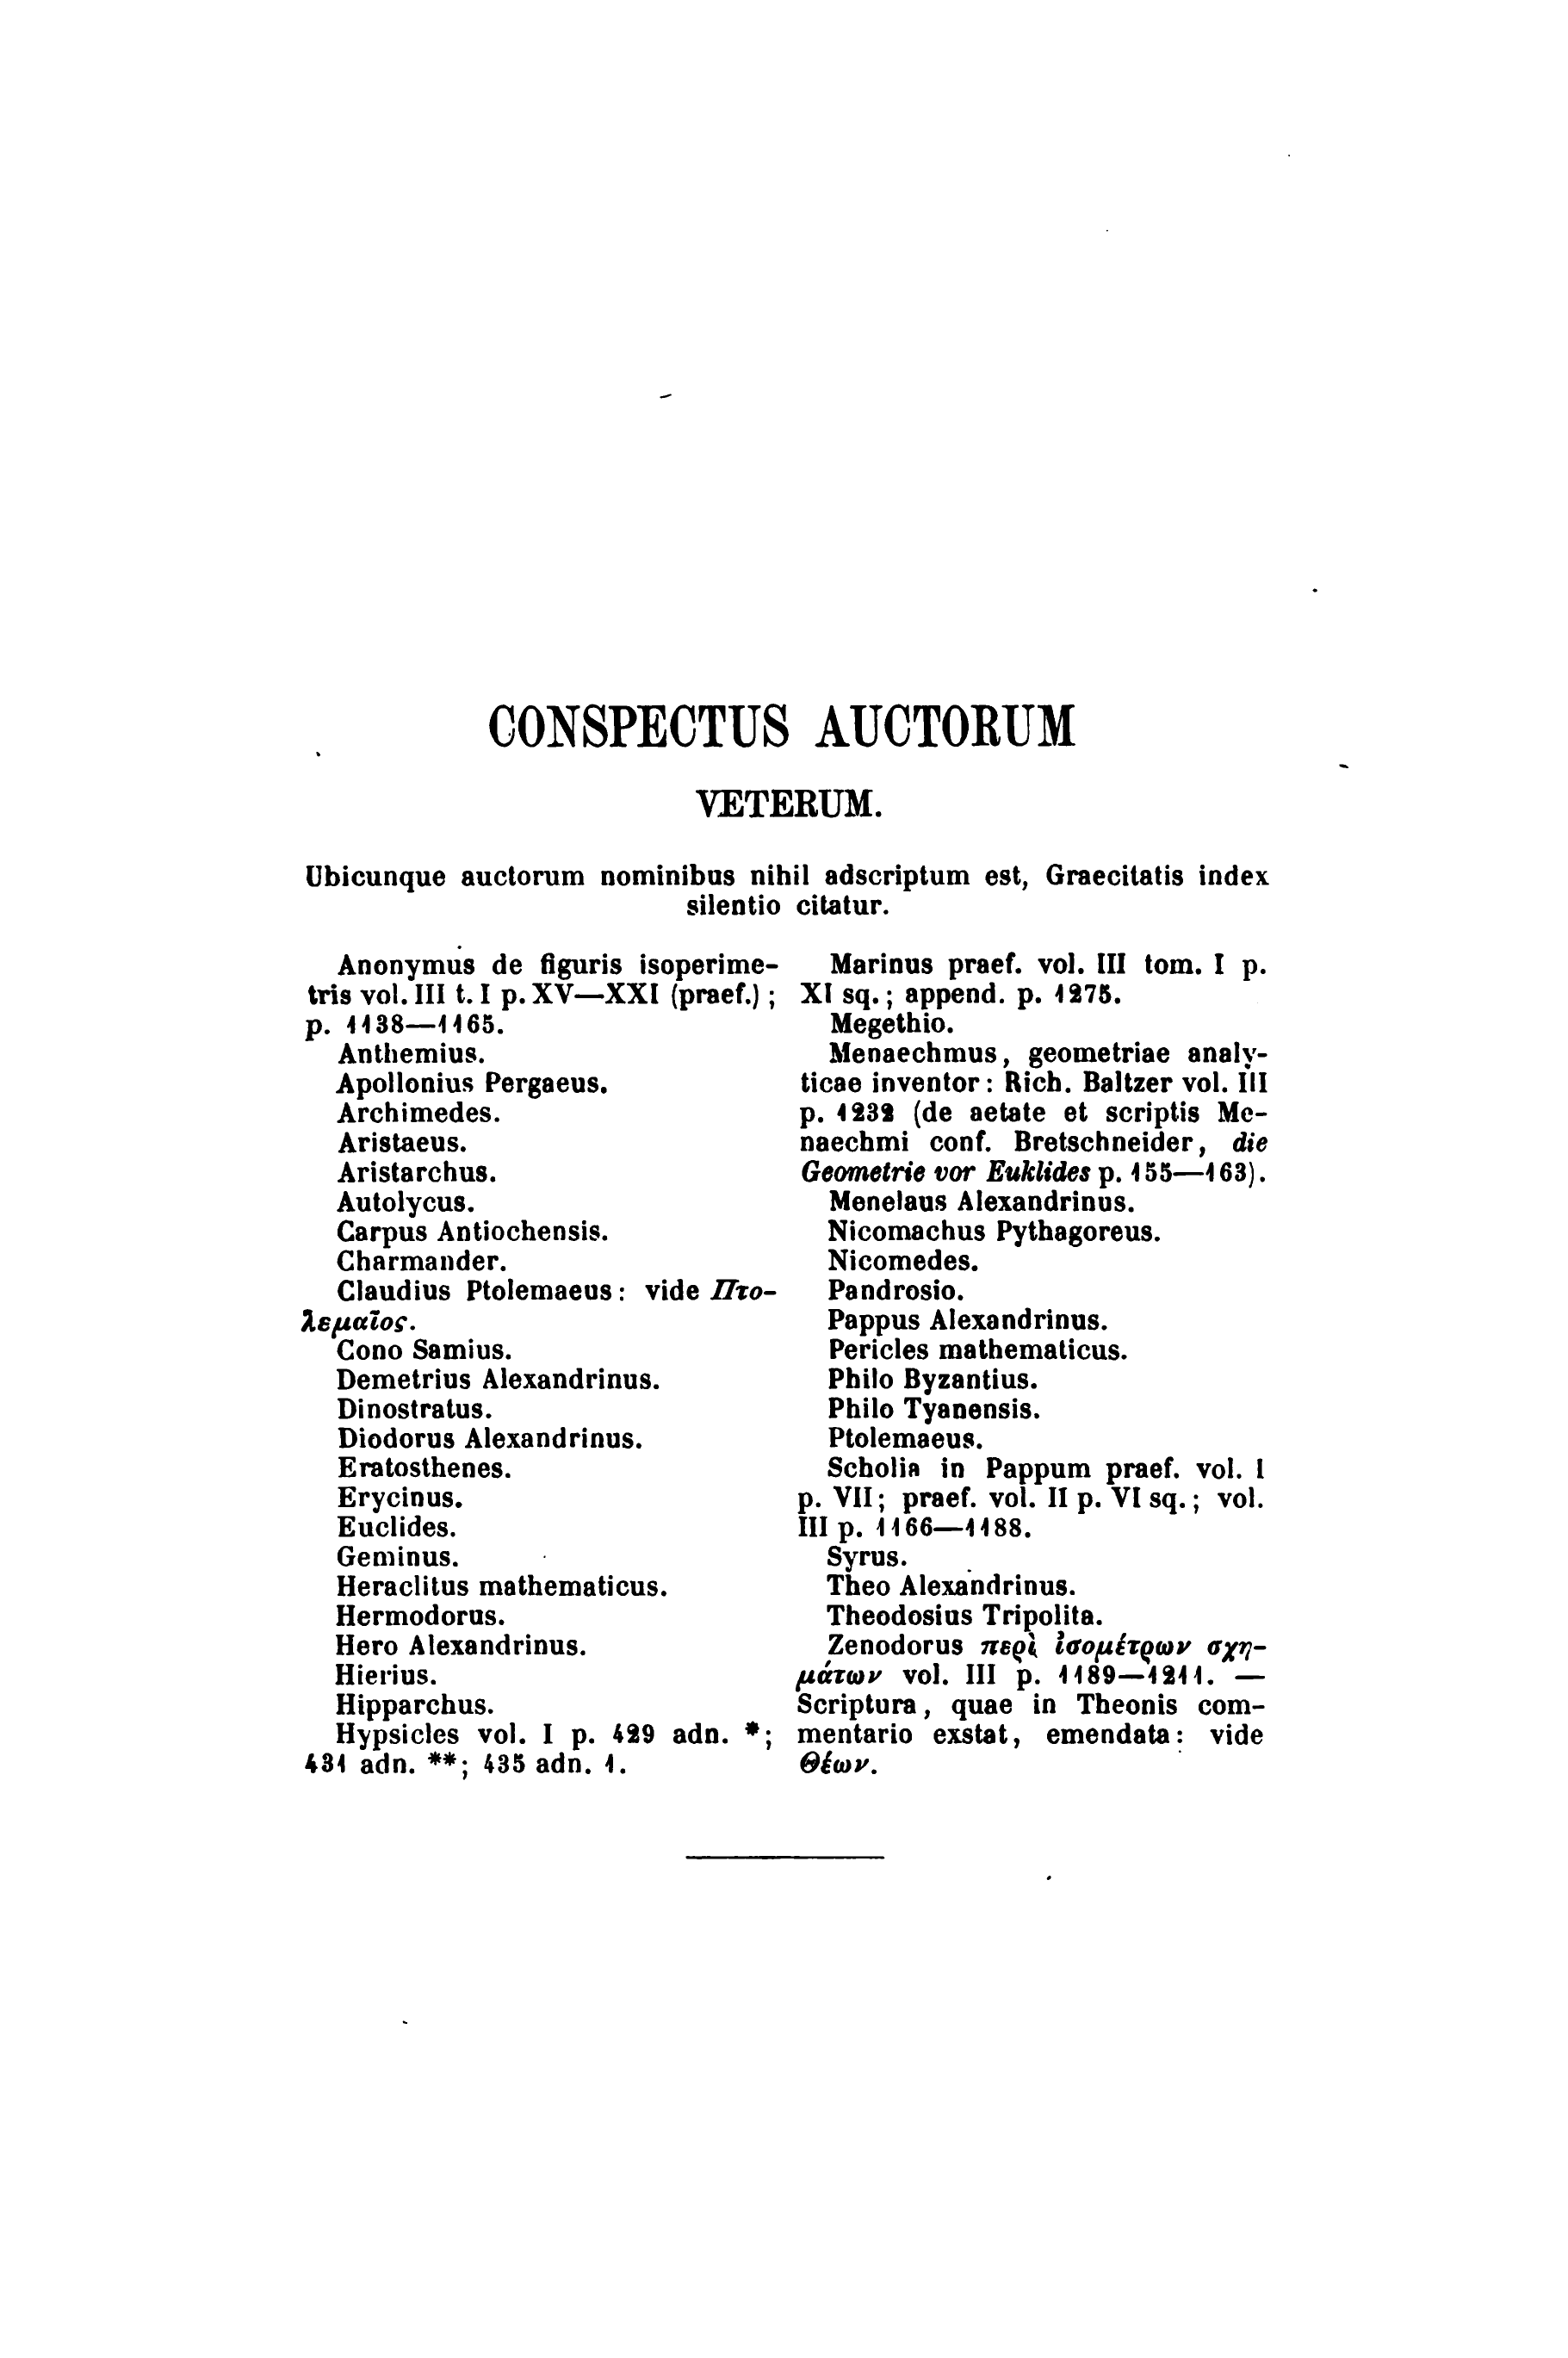 CONSPECTUS AUCTORUM
VETERUM.
Ubicunque auctorum nominibus nihil adscriptum est, Graecitatis index
silentio citatur.
Anonymus de figuris isoperime-
tris vol. III t. I p. XV—XXI (praef.);
p. 1138—1165.
Anthemius.
Apollonius Pergaeus.
Archimedes.
Aristaeus.
Aristarchus.
Autolycus.
Carpus Antiochensis.
Charmander.
Claudius Ptolemaeus: vide Πτο-
λεμαῖος.
Cono Samius.
Demetrius Alexandrinus.
Dinostratus.
Diodorus Alexandrinus.
Eratosthenes.
Erycinus.
Euclides.
Geminus.
Heraclitus mathematicus.
Hermodorus.
Hero Alexandrinus.
Hierius.
Hipparchus.
Hypsicles vol. I p. 429 adn. *;
431 adn. **; 435 adn. 1.
Marinus praef. vol. III tom. I p.
XI sq.; append. p. 1275.
Megethio.
Menaechmus, geometriae analy-
ticae inventor: Rich. Baltzer vol. III
p. 1232 (de aetate et scriptis Me-
naechmi conf. Bretschneider, die
Geometrie vor Euklides p. 155—163).
Menelaus Alexandrinus.
Nicomachus Pythagoreus.
Nicomedes.
Pandrosio.
Pappus Alexandrinus.
Pericles mathematicus.
Philo Byzantius.
Philo Tyanensis.
Ptolemaeus.
Scholia in Pappum praef. vol. I
p. VII; praef. vol. II p. VI sq.; vol.
III p. 1166—1188.
Syrus.
Theo Alexandrinus.
Theodosius Tripolita.
Zenodorus περὶ ἰσομέτρων σχη-
μάτων vol. III p. 1189—1211. —
Scriptura, quae in Theonis com-
mentario exstat, emendata: vide
Θέων.